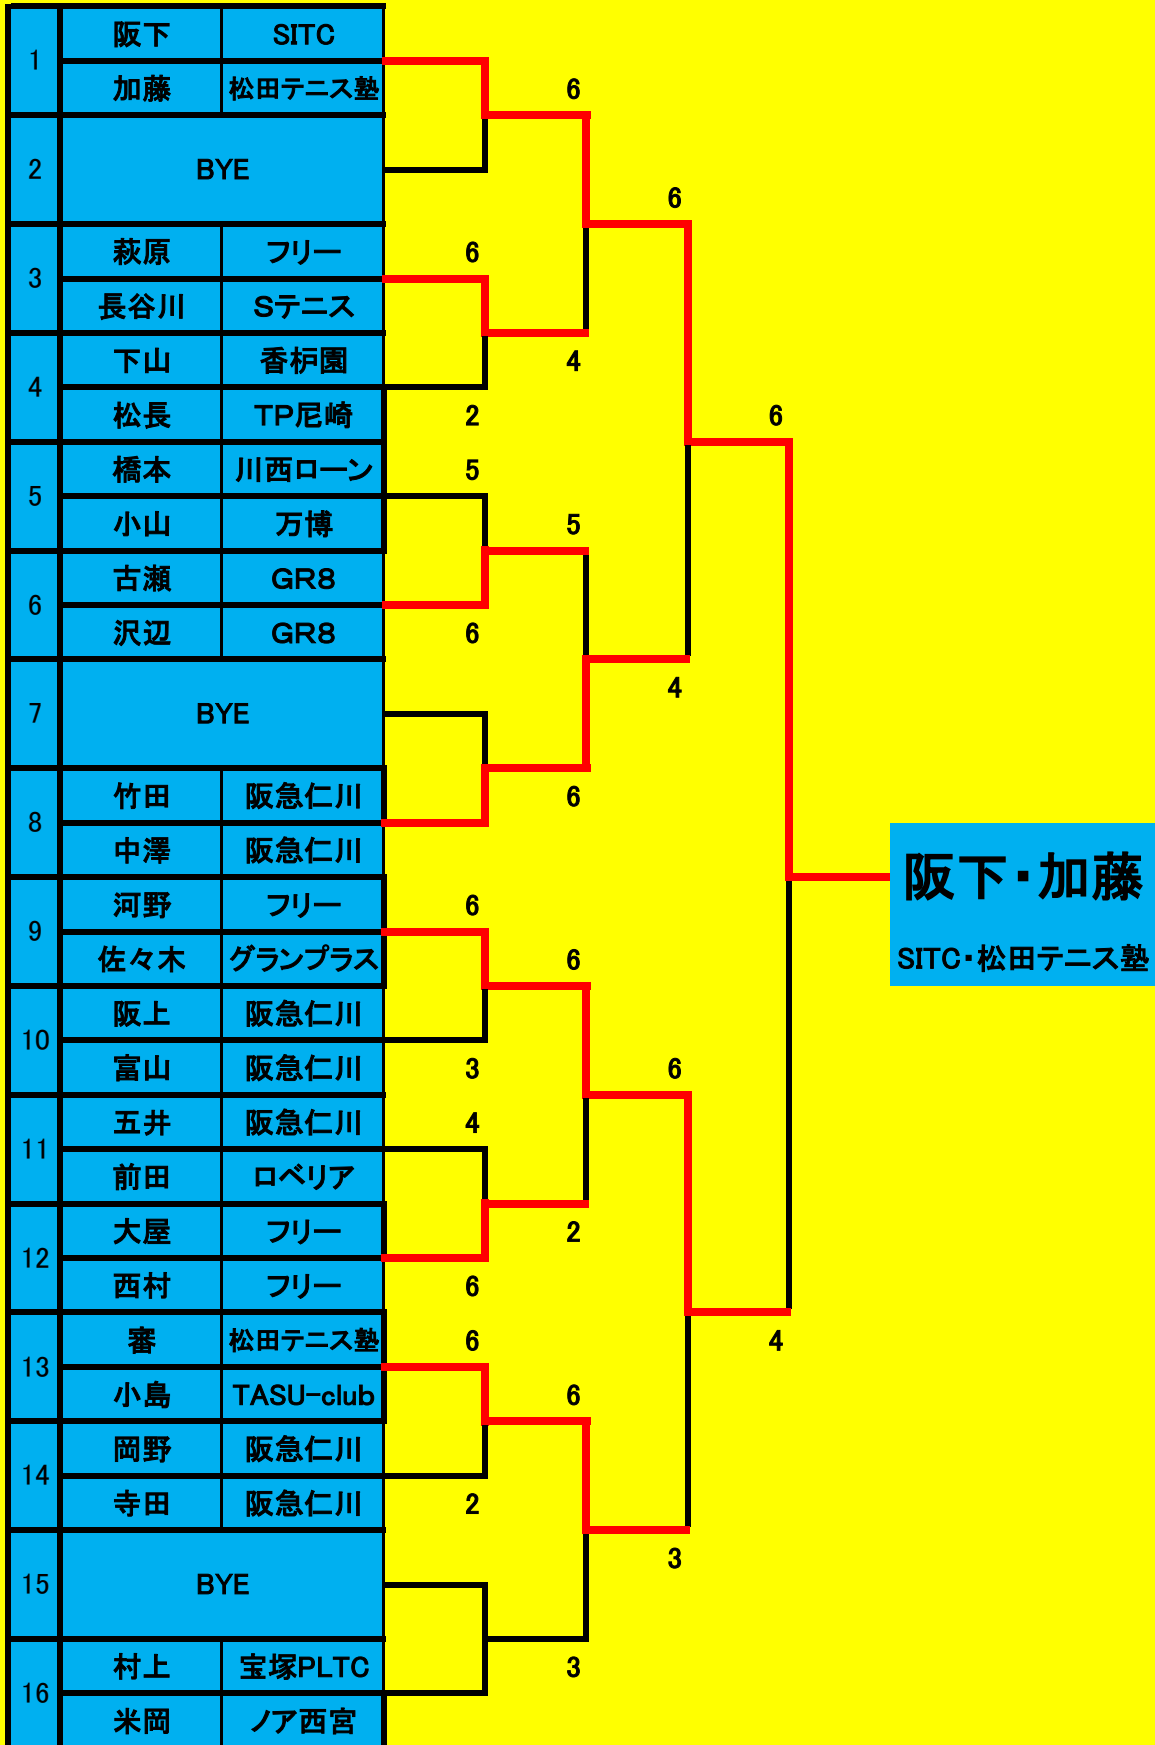 1
阪下 SITC
加藤 松田テニス塾
6
2
BYE
6
3
萩原 フリー
6
長谷川 Sテニス
4
下山 香枦園
4
松長 TP尼崎
2
6
5
橋本 川西ローン
5
小山 万博
5
6
古瀬 GR8
沢辺 GR8
6
7
BYE
4
8
竹田 阪急仁川
6
中澤 阪急仁川
阪下・加藤
SITC・松田テニス塾
9
河野 フリー
6
佐々木 グランプラス
6
10
阪上 阪急仁川
富山 阪急仁川
3
6
11
五井 阪急仁川
4
前田 ロベリア
12
大屋 フリー
2
西村 フリー
6
13
審 松田テニス塾
6
4
小島 TASU-club
6
14
岡野 阪急仁川
寺田 阪急仁川
2
15
BYE
3
16
村上 宝塚PLTC
3
米岡 ノア西宮